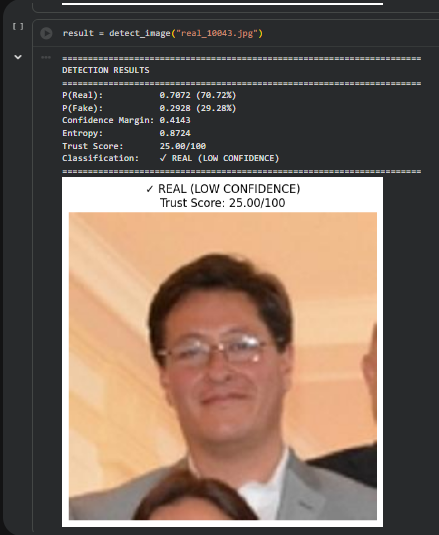 [ ]
result = detect_image("real_10043.jpg")
================================================================================
DETECTION RESULTS
================================================================================
P(Real): 0.7072 (70.72%)
P(Fake): 0.2928 (29.28%)
Confidence Margin: 0.4143
Entropy: 0.8724
Trust Score: 25.00/100
Classification: ✓ REAL (LOW CONFIDENCE)
================================================================================
✓ REAL (LOW CONFIDENCE)
Trust Score: 25.00/100